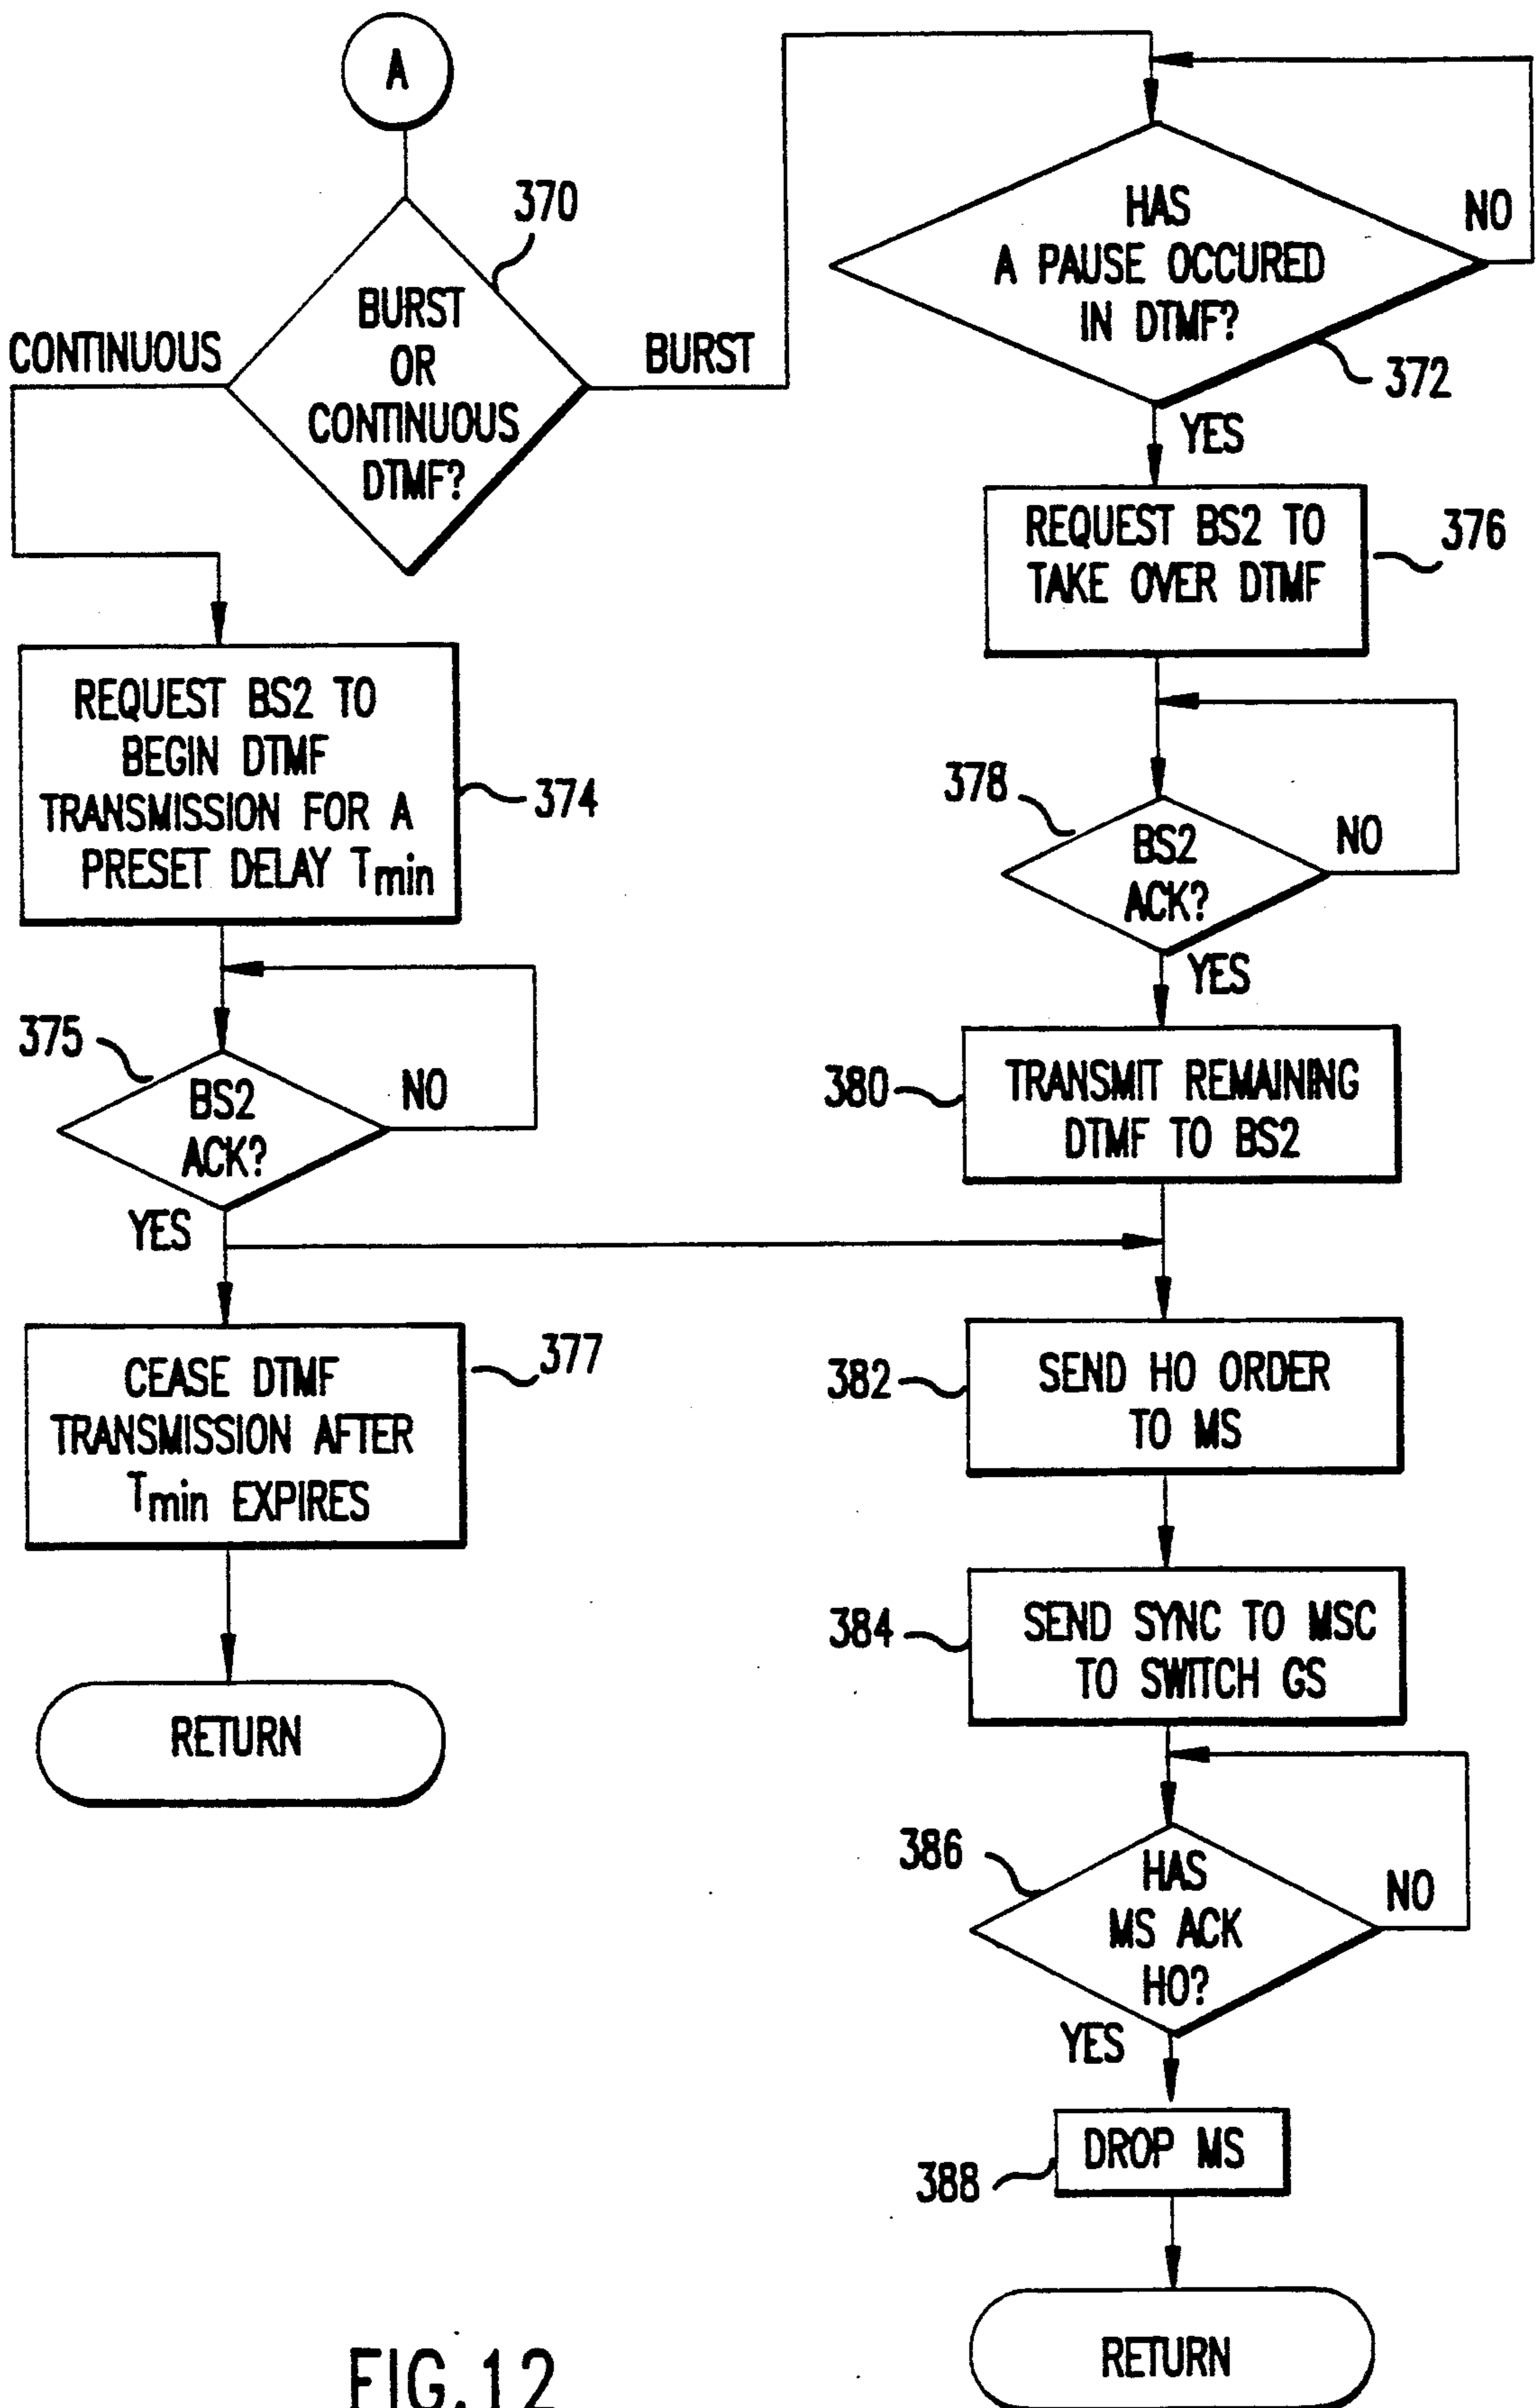 A
370
BURST
OR
CONTINUOUS
DTMF?
CONTINUOUS
BURST
HAS
A PAUSE OCCURED
IN DTMF?
NO
372
YES
REQUEST BS2 TO
TAKE OVER DTMF
376
REQUEST BS2 TO
BEGIN DTMF
TRANSMISSION FOR A
PRESET DELAY Tmin
374
378
BS2
ACK?
NO
YES
375
BS2
ACK?
NO
YES
380
TRANSMIT REMAINING
DTMF TO BS2
CEASE DTMF
TRANSMISSION AFTER
Tmin EXPIRES
377
382
SEND HO ORDER
TO MS
384
SEND SYNC TO MSC
TO SWITCH GS
RETURN
386
HAS
MS ACK
HO?
NO
YES
388
DROP MS
RETURN
FIG.12